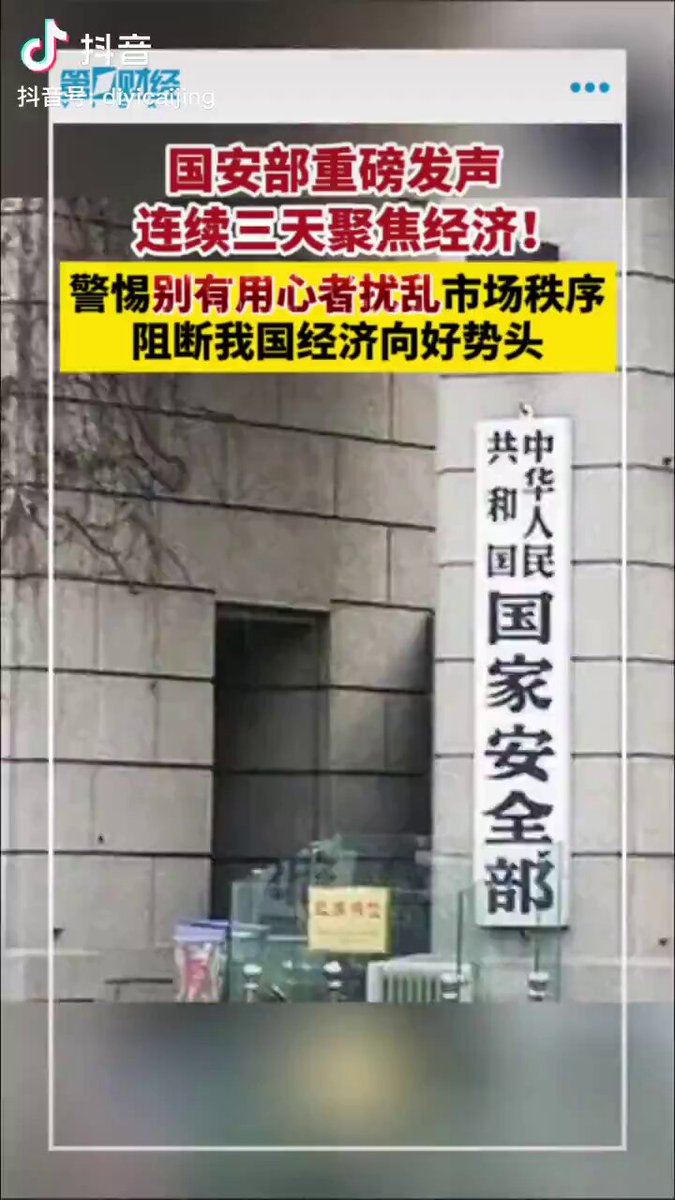 抖音
第一财经
抖音号: diyicaijing
国安部重磅发声
连续三天聚焦经济！
警惕别有用心者扰乱市场秩序
阻断我国经济向好势头
中华人民
共和国
国家安全部